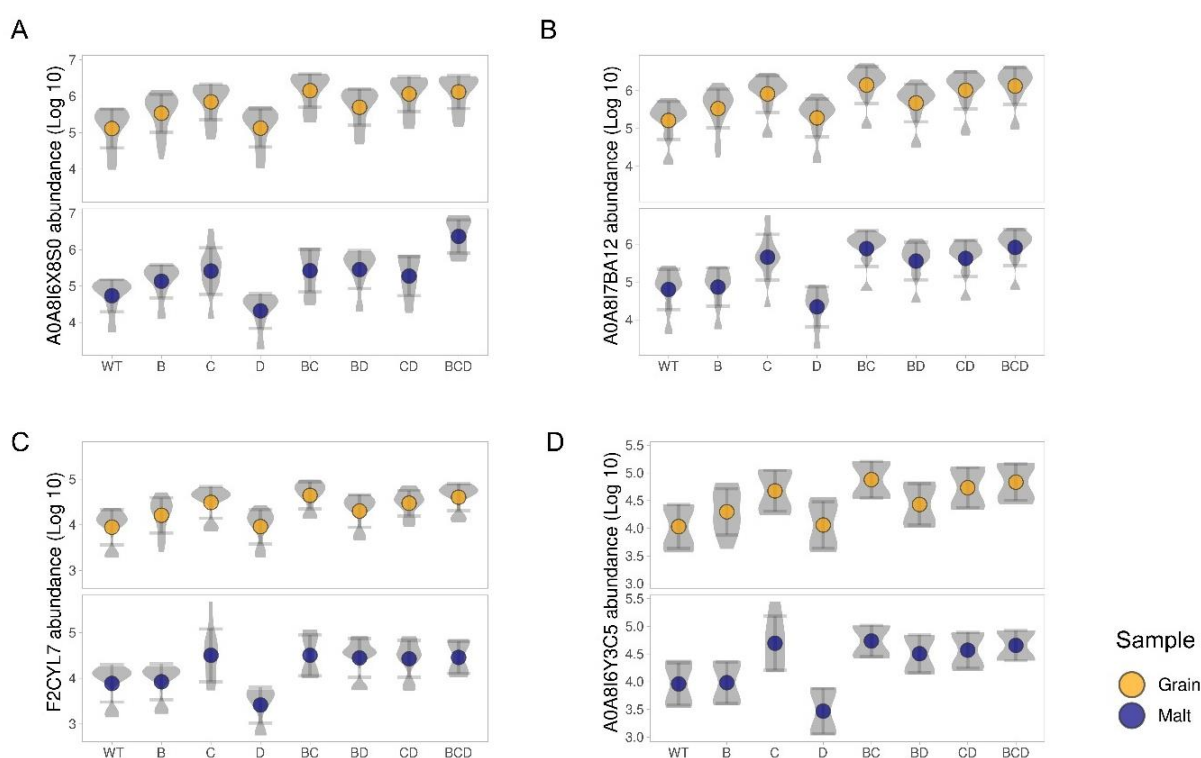 A
A0A8I6X8S0 abundance (Log 10)
7
6
5
4
7
6
5
4
WT B C D BC BD CD BCD
B
A0A8I7BA12 abundance (Log 10)
6
5
4
6
5
4
WT B C D BC BD CD BCD
C
F2CYL7 abundance (Log 10)
5
4
3
5
4
3
WT B C D BC BD CD BCD
D
A0A8I6Y3C5 abundance (Log 10)
5.5
5.0
4.5
4.0
3.5
3.0
5.5
5.0
4.5
4.0
3.5
3.0
WT B C D BC BD CD BCD
Sample
Grain
Malt